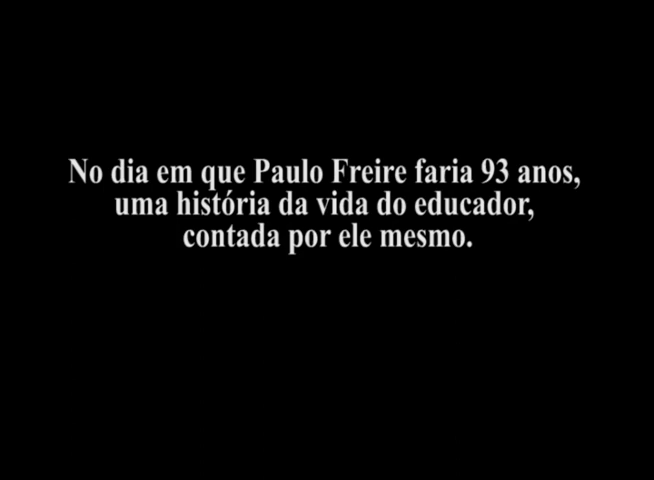 No dia em que Paulo Freire faria 93 anos,
uma história da vida do educador,
contada por ele mesmo.